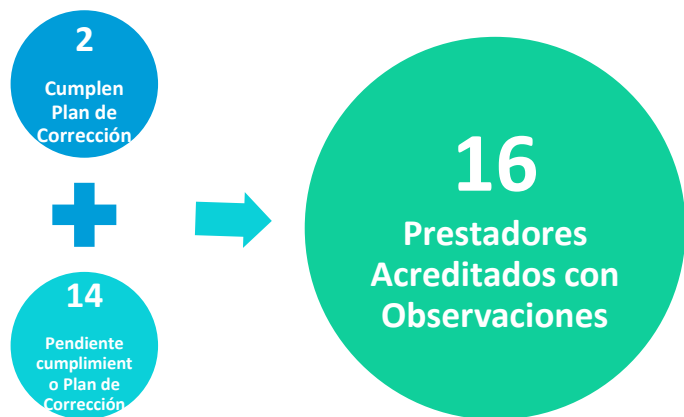 2
Cumplen
Plan de
Corrección
14
Pendiente
cumplimient
o Plan de
Corrección
16
Prestadores
Acreditados con
Observaciones